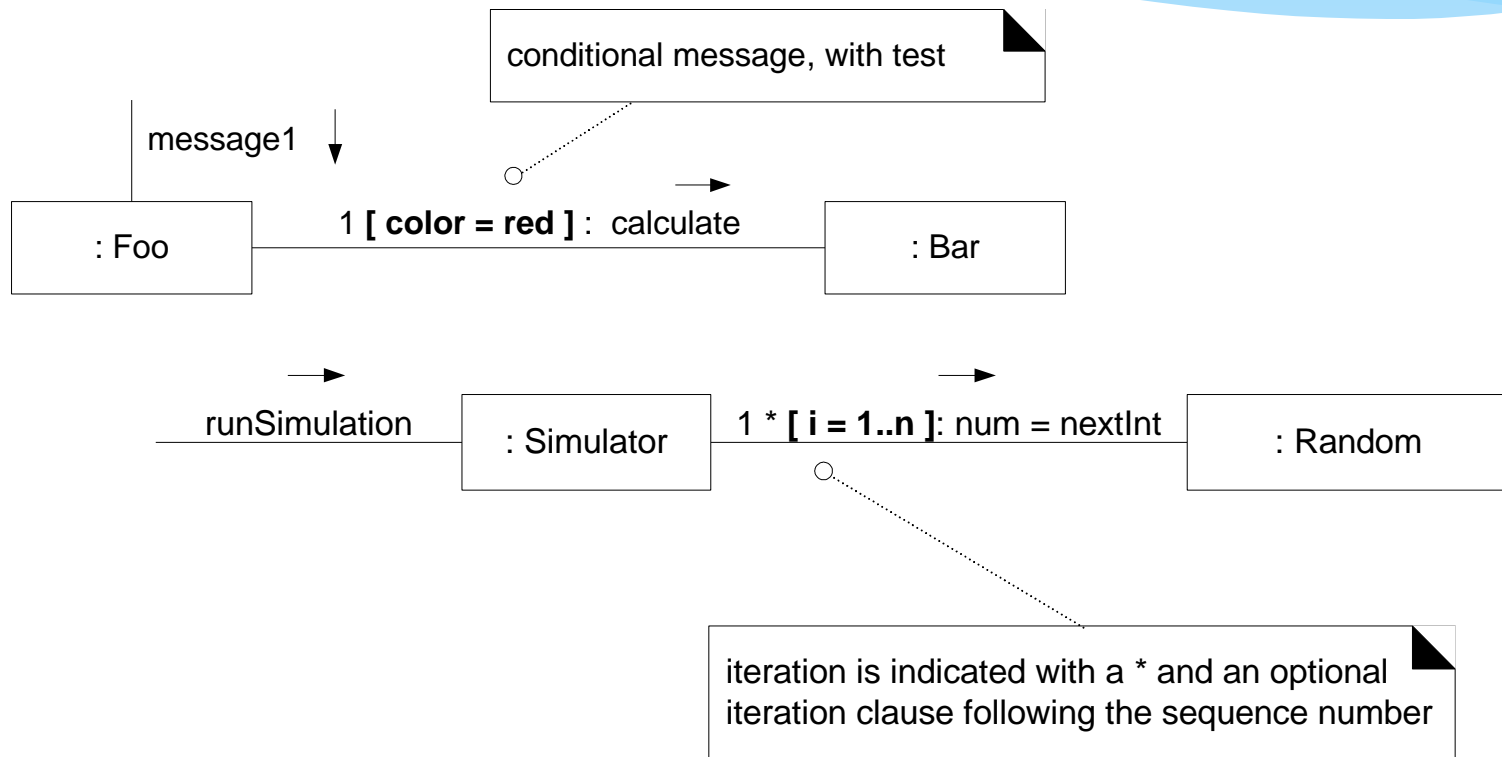 conditional message, with test
message1
1 [ color = red ] : calculate
: Foo
: Bar
runSimulation
: Simulator
1 * [ i = 1..n ]: num = nextInt
: Random
iteration is indicated with a * and an optional
iteration clause following the sequence number